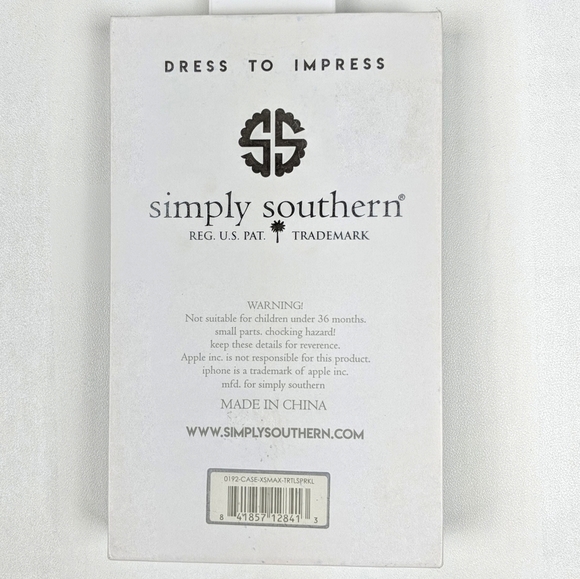 DRESS TO IMPRESS
SS
simply southern®
REG. U.S. PAT. TRADEMARK
WARNING!
Not suitable for children under 36 months.
small parts. chocking hazard!
keep these details for reverence.
Apple inc. is not responsible for this product.
iphone is a trademark of apple inc.
mfd. for simply southern
MADE IN CHINA
WWW.SIMPLYSOUTHERN.COM
0192-CASE-XSMAX-TRTLSPRKL
8 41857 12841 3